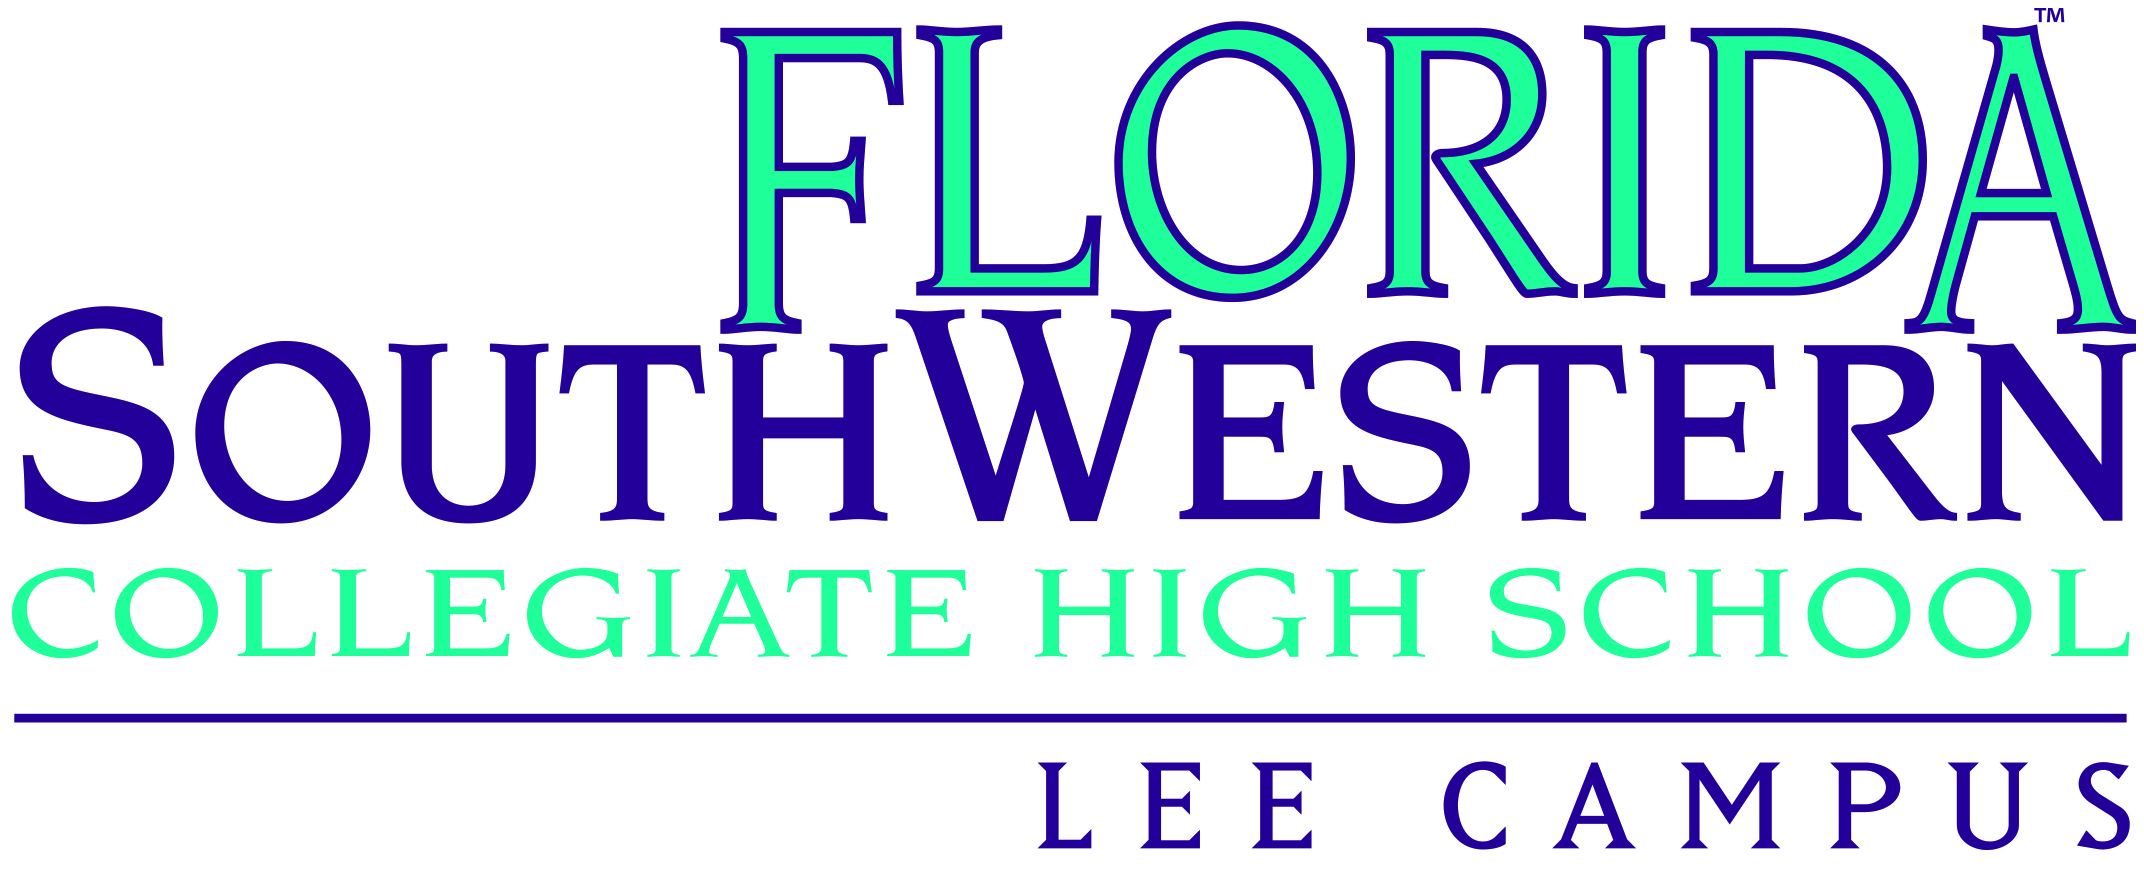 FLORIDA™
SOUTHWESTERN
COLLEGIATE HIGH SCHOOL
LEE CAMPUS